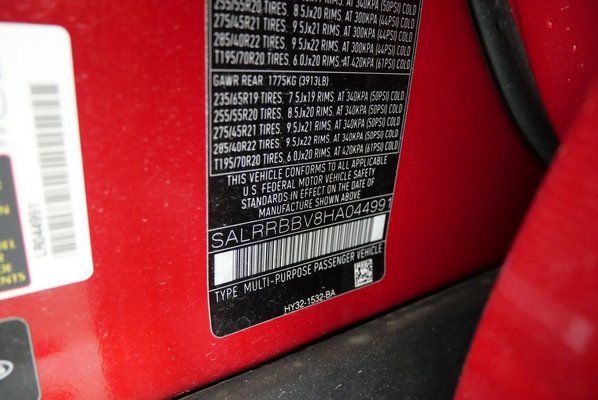 255/55R20 TIRES, 8.5Jx20 RIMS, AT 340KPA (50PSI) COLD
275/45R21 TIRES, 9.5Jx21 RIMS, AT 300KPA (44PSI) COLD
285/40R22 TIRES, 9.5Jx22 RIMS, AT 300KPA (44PSI) COLD
T195/70R20 TIRES, 6.0Jx20 RIMS, AT 420KPA (61PSI) COLD
GAWR REAR 1775KG (3913LB)
235/65R19 TIRES, 7.5Jx19 RIMS, AT 340KPA (50PSI) COLD
255/55R20 TIRES, 8.5Jx20 RIMS, AT 340KPA (50PSI) COLD
275/45R21 TIRES, 9.5Jx21 RIMS, AT 340KPA (50PSI) COLD
285/40R22 TIRES, 9.5Jx22 RIMS, AT 340KPA (50PSI) COLD
T195/70R20 TIRES, 6.0Jx20 RIMS, AT 420KPA (61PSI) COLD
THIS VEHICLE CONFORMS TO ALL APPLICABLE
U.S. FEDERAL MOTOR VEHICLE SAFETY
STANDARDS IN EFFECT ON THE DATE OF
MANUFACTURE SHOWN ABOVE
SALRRBBV8HA044991
TYPE MULTI-PURPOSE PASSENGER VEHICLE
HY32-1532-BA